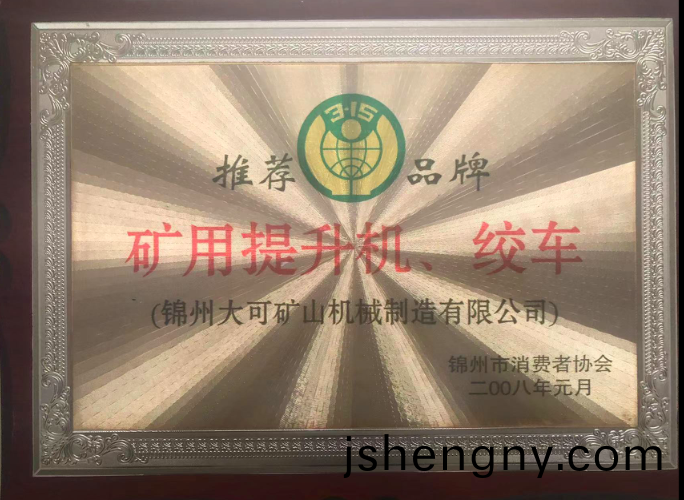 3·15
推荐 品牌
矿用提升机、绞车
(锦州大可矿山机械制造有限公司)
锦州市消费者协会
二00八年元月
jshengny.com